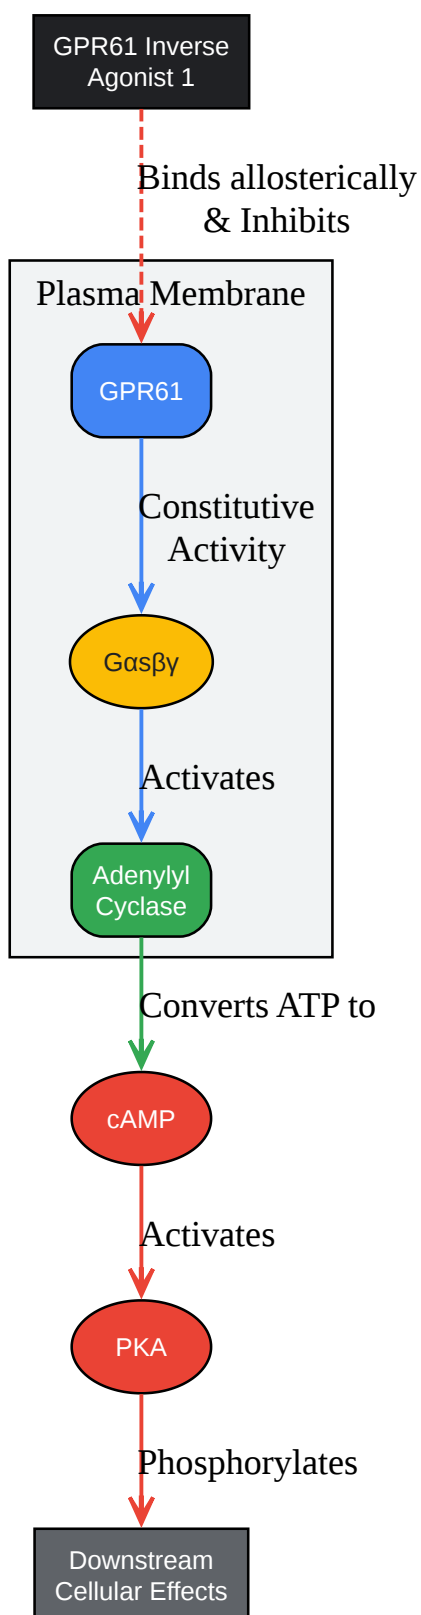 GPR61 Inverse
Agonist 1
Binds allosterically
& Inhibits
Plasma Membrane
GPR61
Constitutive
Activity
Gαsβγ
Activates
Adenylyl
Cyclase
Converts ATP to
cAMP
Activates
PKA
Phosphorylates
Downstream
Cellular Effects